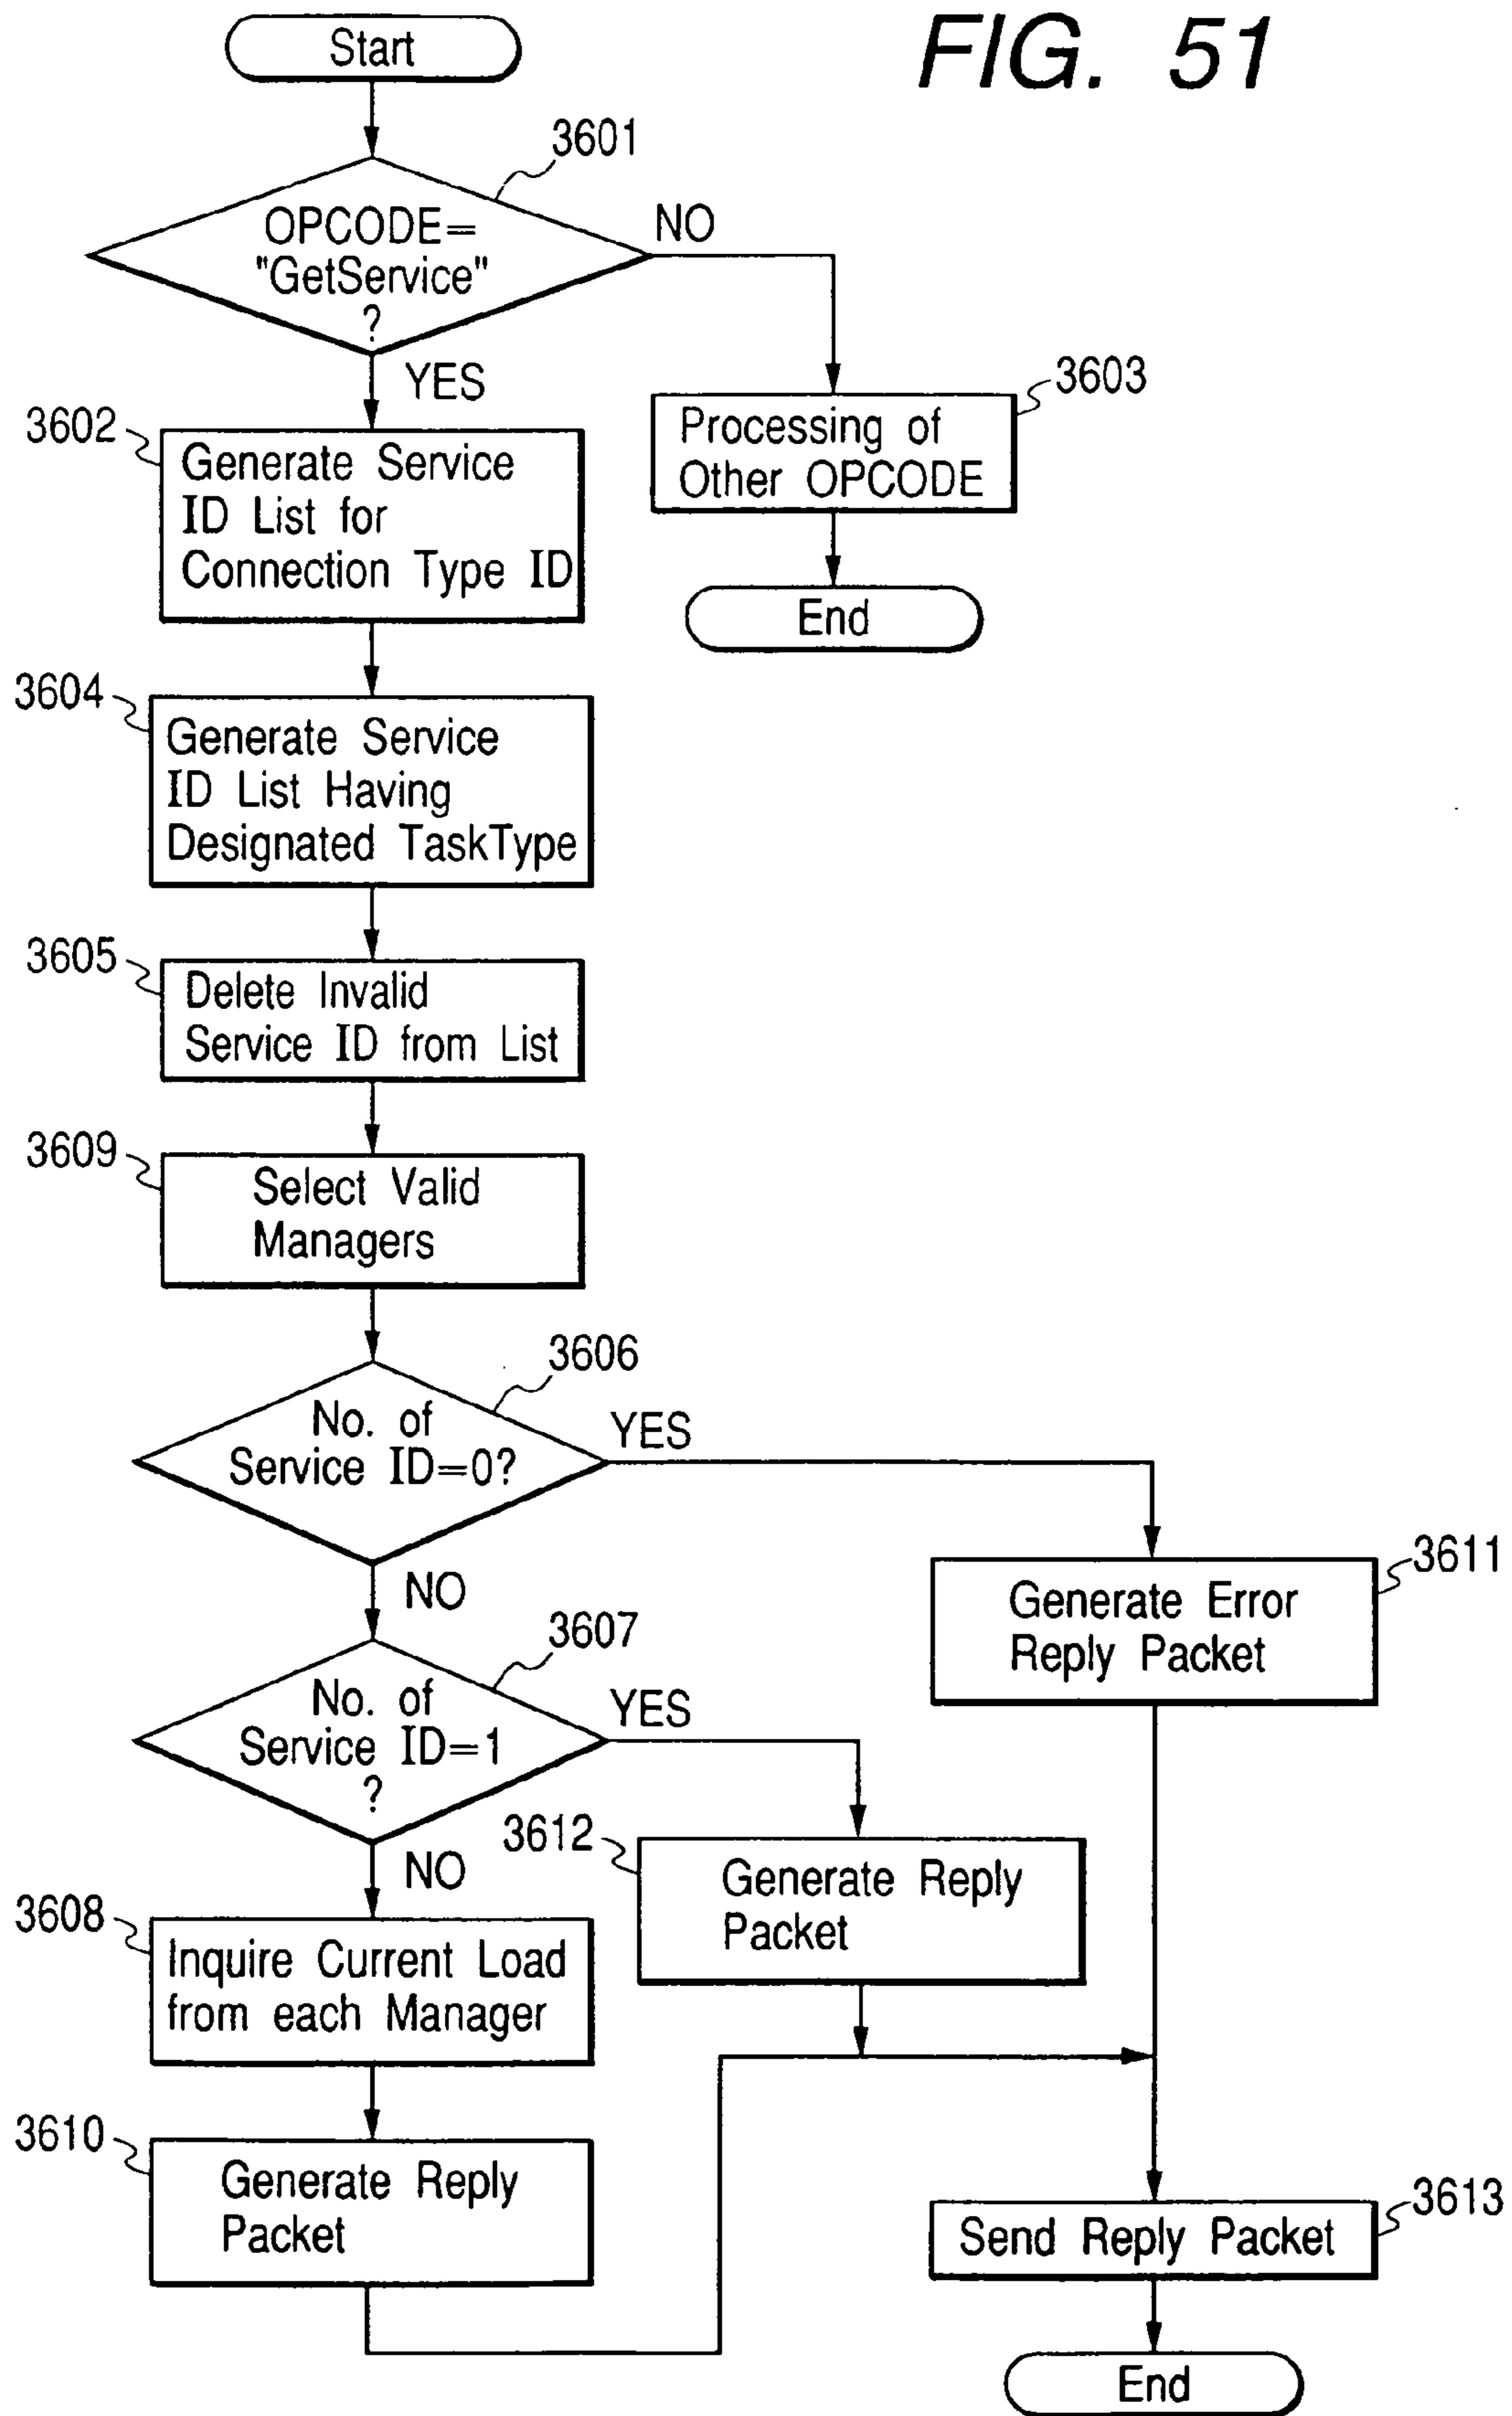 FIG. 51
Start
3601
OPCODE=
"GetService"
?
NO
YES
3602
Generate Service
ID List for
Connection Type ID
3603
Processing of
Other OPCODE
End
3604
Generate Service
ID List Having
Designated TaskType
3605
Delete Invalid
Service ID from List
3609
Select Valid
Managers
3606
No. of
Service ID=0?
YES
NO
3611
Generate Error
Reply Packet
3607
No. of
Service ID=1
?
YES
NO
3612
Generate Reply
Packet
3608
Inquire Current Load
from each Manager
3610
Generate Reply
Packet
3613
Send Reply Packet
End